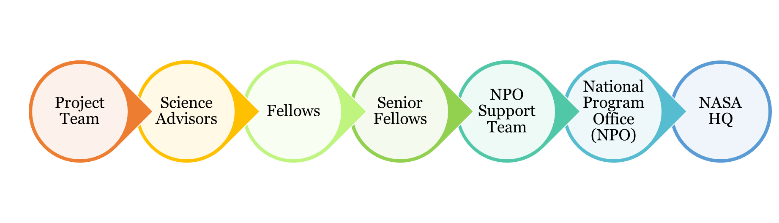 Project
Team
Science
Advisors
Fellows
Senior
Fellows
NPO
Support
Team
National
Program
Office
(NPO)
NASA
HQ